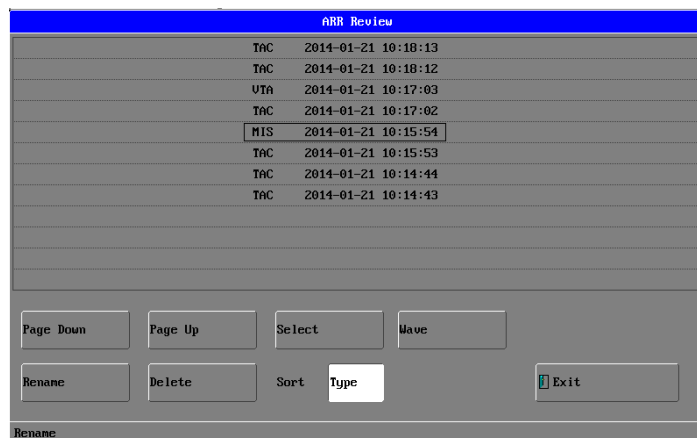 ARR Review
TAC 2014-01-21 10:18:13
TAC 2014-01-21 10:18:12
VTA 2014-01-21 10:17:03
TAC 2014-01-21 10:17:02
MIS 2014-01-21 10:15:54
TAC 2014-01-21 10:15:53
TAC 2014-01-21 10:14:44
TAC 2014-01-21 10:14:43
Page Down Page Up Select Wave
Rename Delete Sort Type Exit
Rename